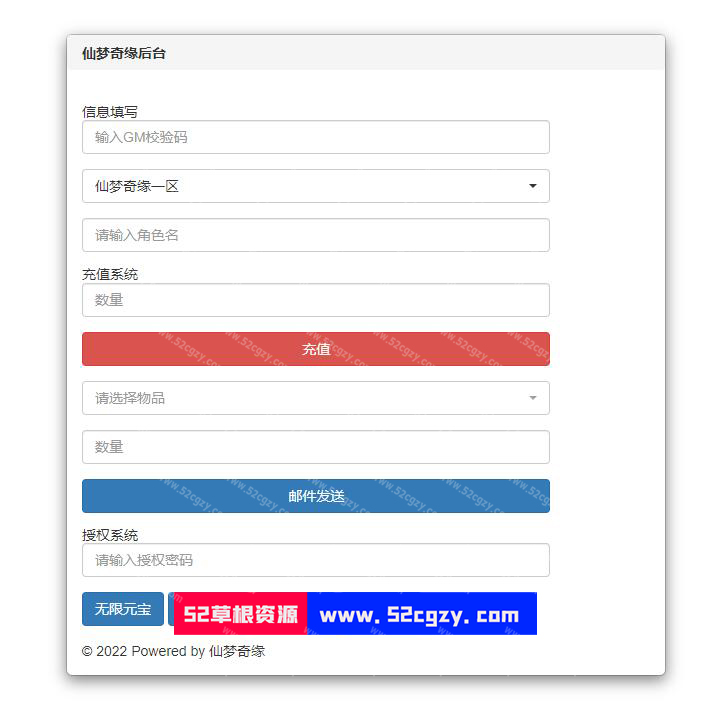 仙梦奇缘后台
信息填写
输入GM校验码
仙梦奇缘一区
请输入角色名
充值系统
数量
充值
请选择物品
数量
邮件发送
授权系统
请输入授权密码
无限元宝
52草根资源 www.52cgzy.com
© 2022 Powered by 仙梦奇缘